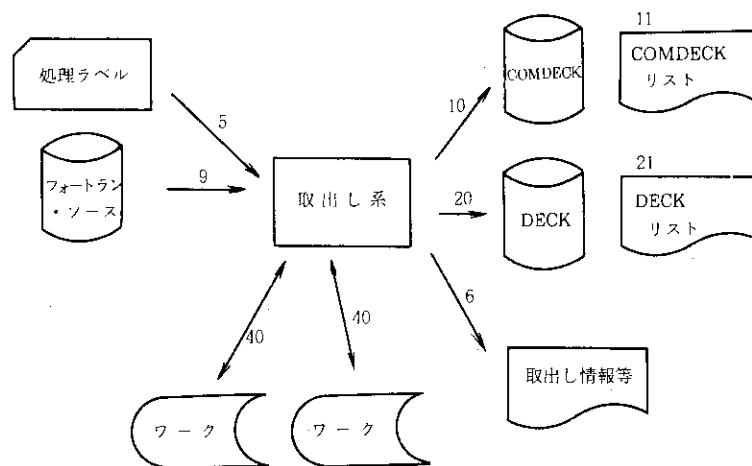 処理ラベル
5
フォートラン
・ソース
9
取出し系
10
COMDECK
11
COMDECK
リスト
20
DECK
21
DECK
リスト
6
取出し情報等
40
40
ワーク
ワーク